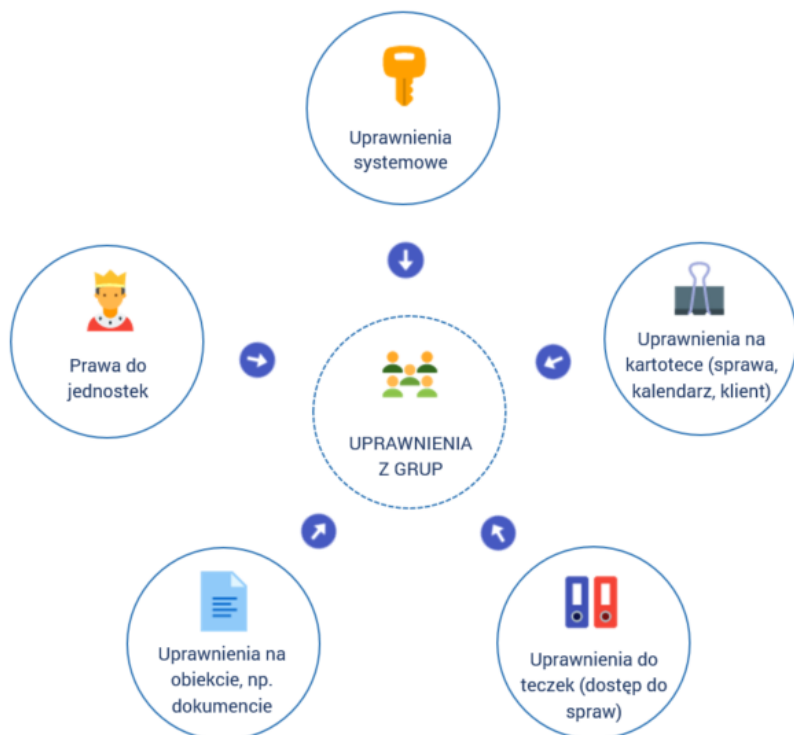 Uprawnienia
systemowe
Prawa do
jednostek
Uprawnienia na
kartotece (sprawa,
kalendarz, klient)
UPRAWNIENIA
Z GRUP
Uprawnienia na
obiekcie, np.
dokumencie
Uprawnienia do
teczek (dostęp do
spraw)